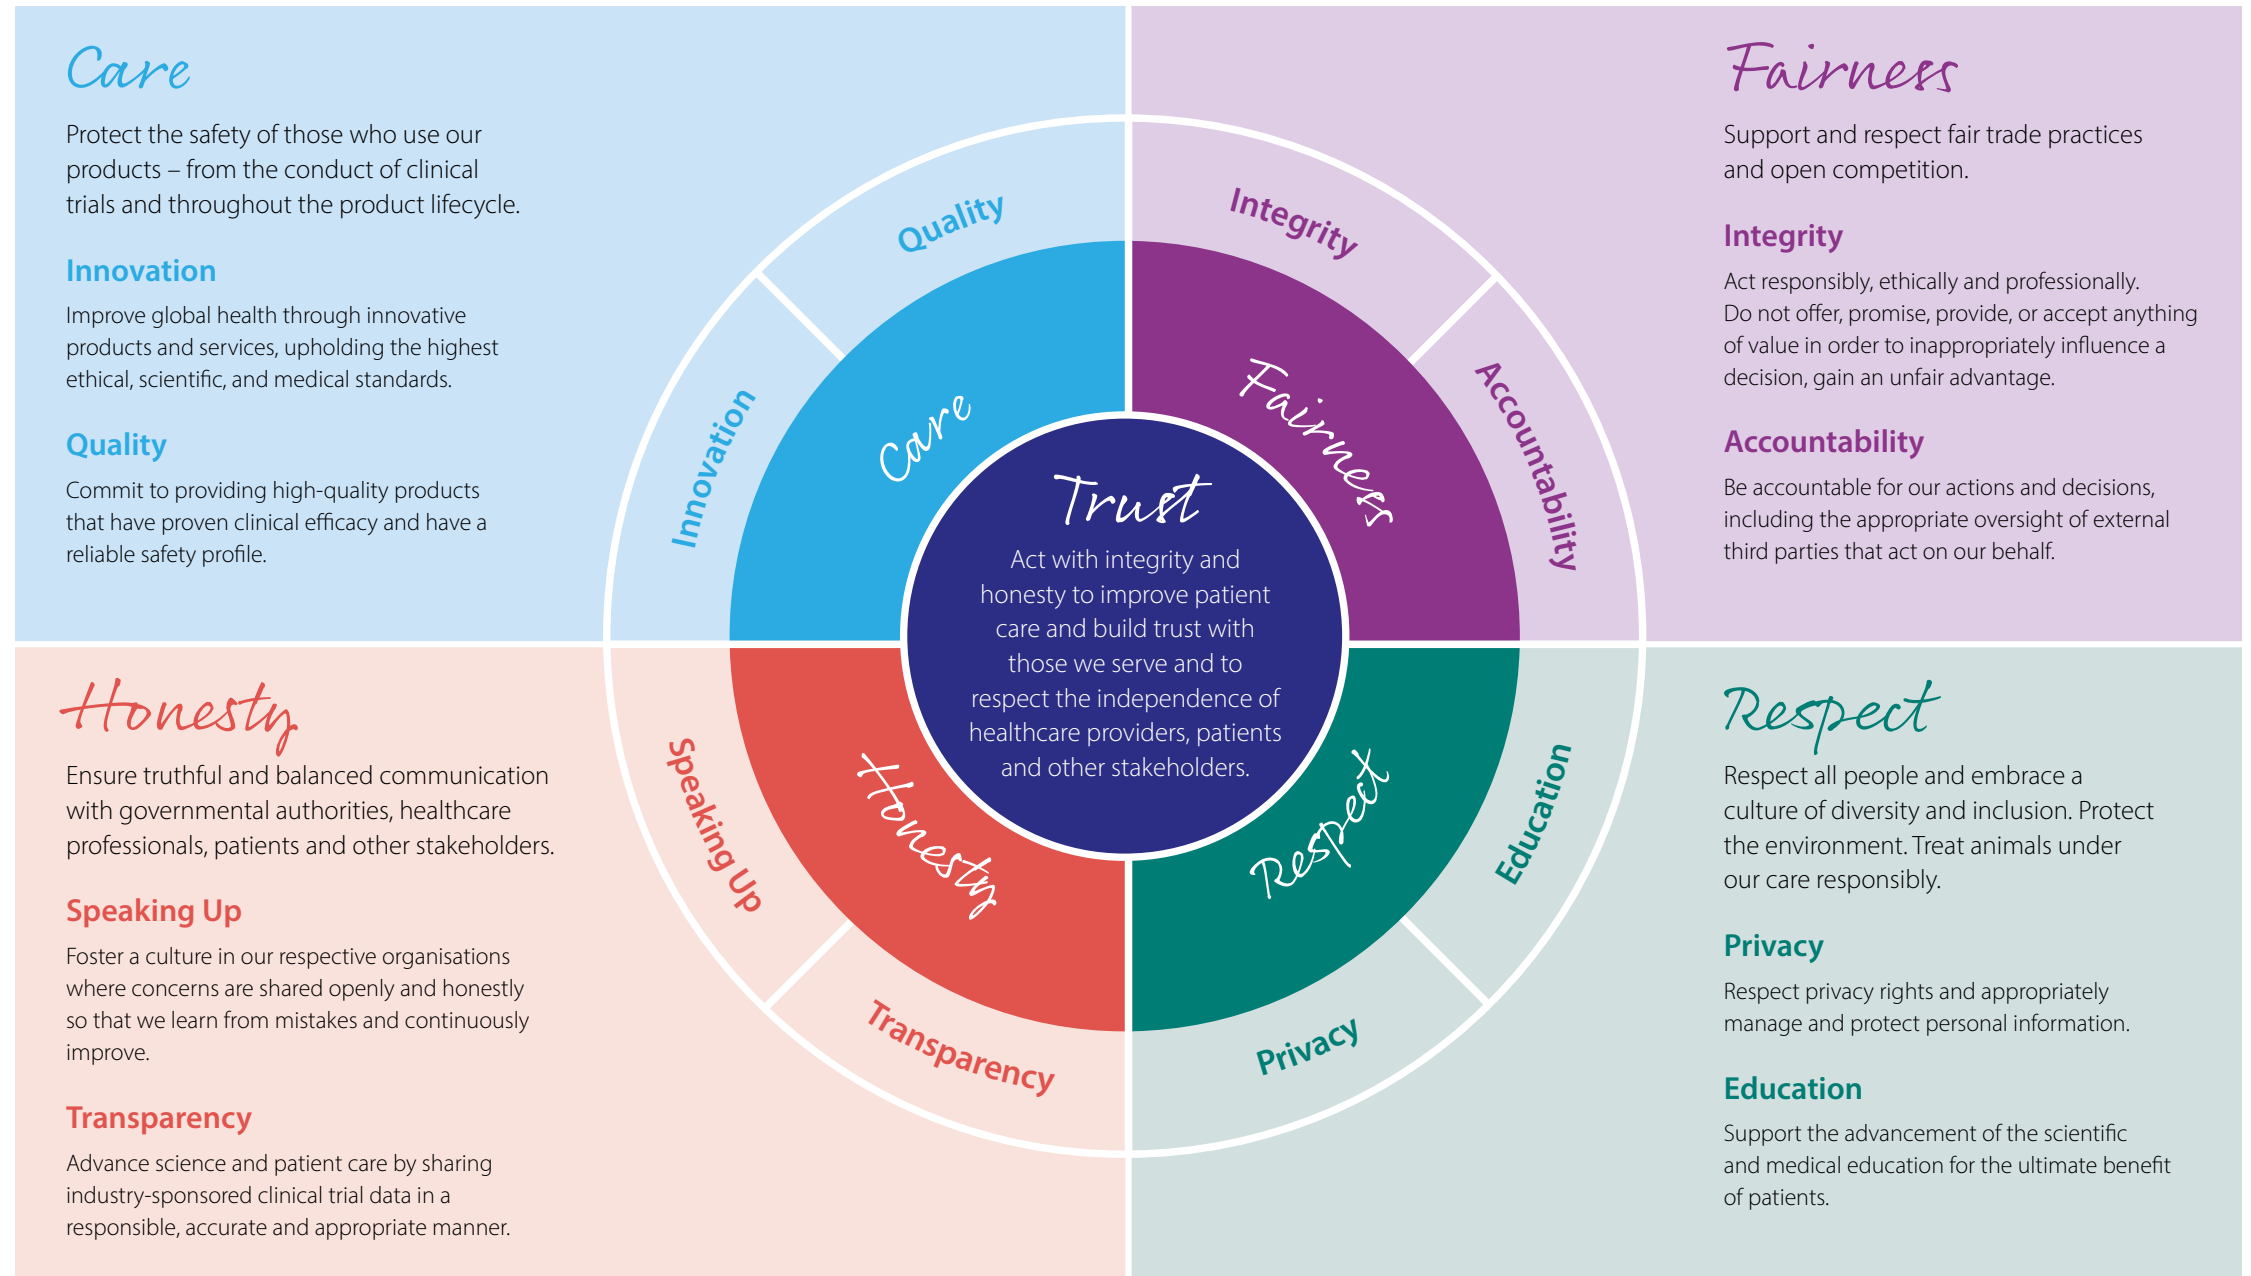 Care
Protect the safety of those who use our
products – from the conduct of clinical
trials and throughout the product lifecycle.
Innovation
Improve global health through innovative
products and services, upholding the highest
ethical, scientific, and medical standards.
Quality
Commit to providing high-quality products
that have proven clinical efficacy and have a
reliable safety profile.
Fairness
Support and respect fair trade practices
and open competition.
Integrity
Act responsibly, ethically and professionally.
Do not offer, promise, provide, or accept anything
of value in order to inappropriately influence a
decision, gain an unfair advantage.
Accountability
Be accountable for our actions and decisions,
including the appropriate oversight of external
third parties that act on our behalf.
Quality
Innovation
Care
Integrity
Accountability
Fairness
Trust
Act with integrity and
honesty to improve patient
care and build trust with
those we serve and to
respect the independence of
healthcare providers, patients
and other stakeholders.
Speaking Up
Transparency
Honesty
Education
Privacy
Respect
Honesty
Ensure truthful and balanced communication
with governmental authorities, healthcare
professionals, patients and other stakeholders.
Speaking Up
Foster a culture in our respective organisations
where concerns are shared openly and honestly
so that we learn from mistakes and continuously
improve.
Transparency
Advance science and patient care by sharing
industry-sponsored clinical trial data in a
responsible, accurate and appropriate manner.
Respect
Respect all people and embrace a
culture of diversity and inclusion. Protect
the environment. Treat animals under
our care responsibly.
Privacy
Respect privacy rights and appropriately
manage and protect personal information.
Education
Support the advancement of the scientific
and medical education for the ultimate benefit
of patients.